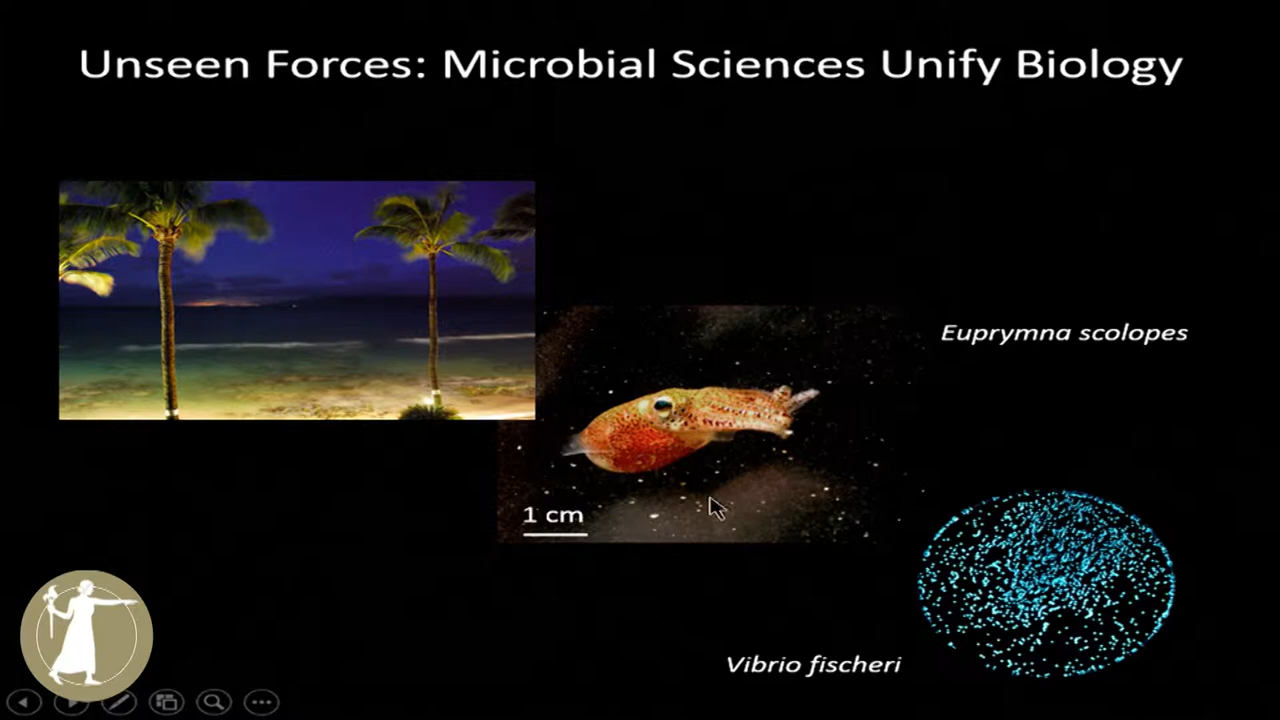 Unseen Forces: Microbial Sciences Unify Biology
Euprymna scolopes
1 cm
Vibrio fischeri